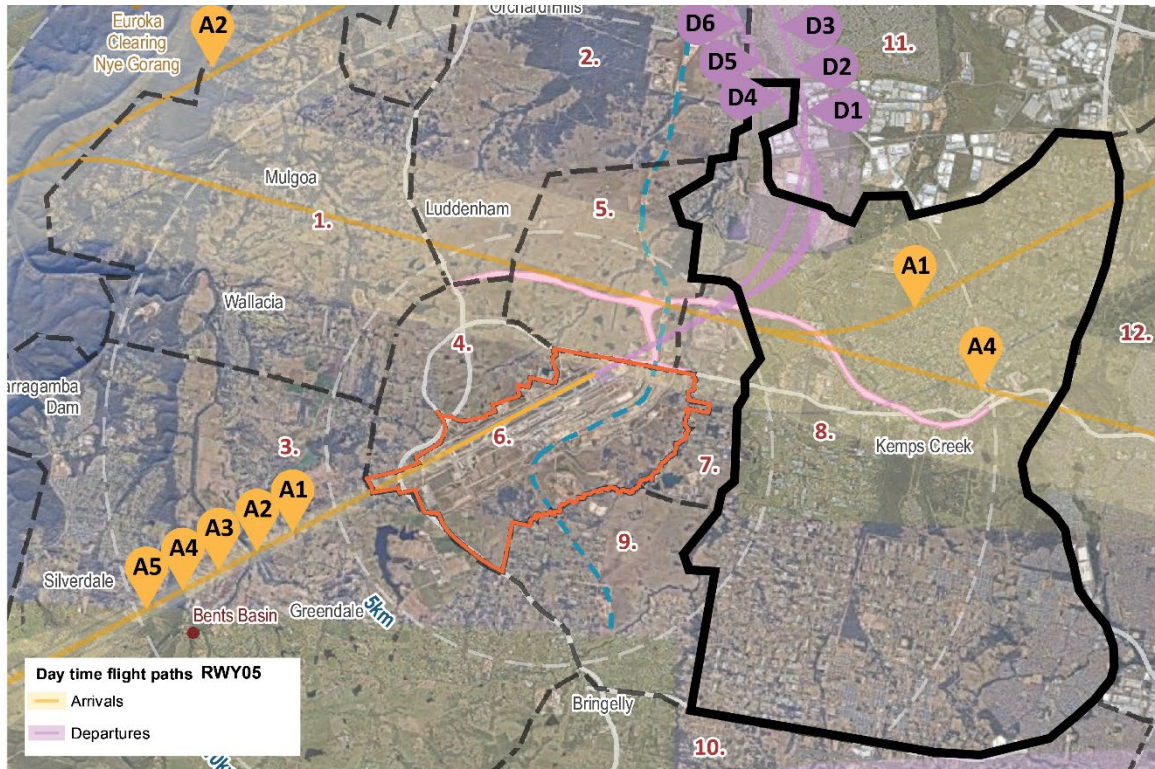 Orchard Hills
Euroka
Clearing
Nye Gorang
A2
D6
D3
2.
11.
D5
D2
D4
D1
Mulgoa
1.
Luddenham
5.
A1
Wallacia
4.
A4
12.
arragamba
Dam
6.
8.
Kemps Creek
3.
7.
A1
A2
A3
A4
A5
9.
Silverdale
Bents Basin
Greendale
5km
Day time flight paths RWY05
Arrivals
Departures
Bringelly
10.